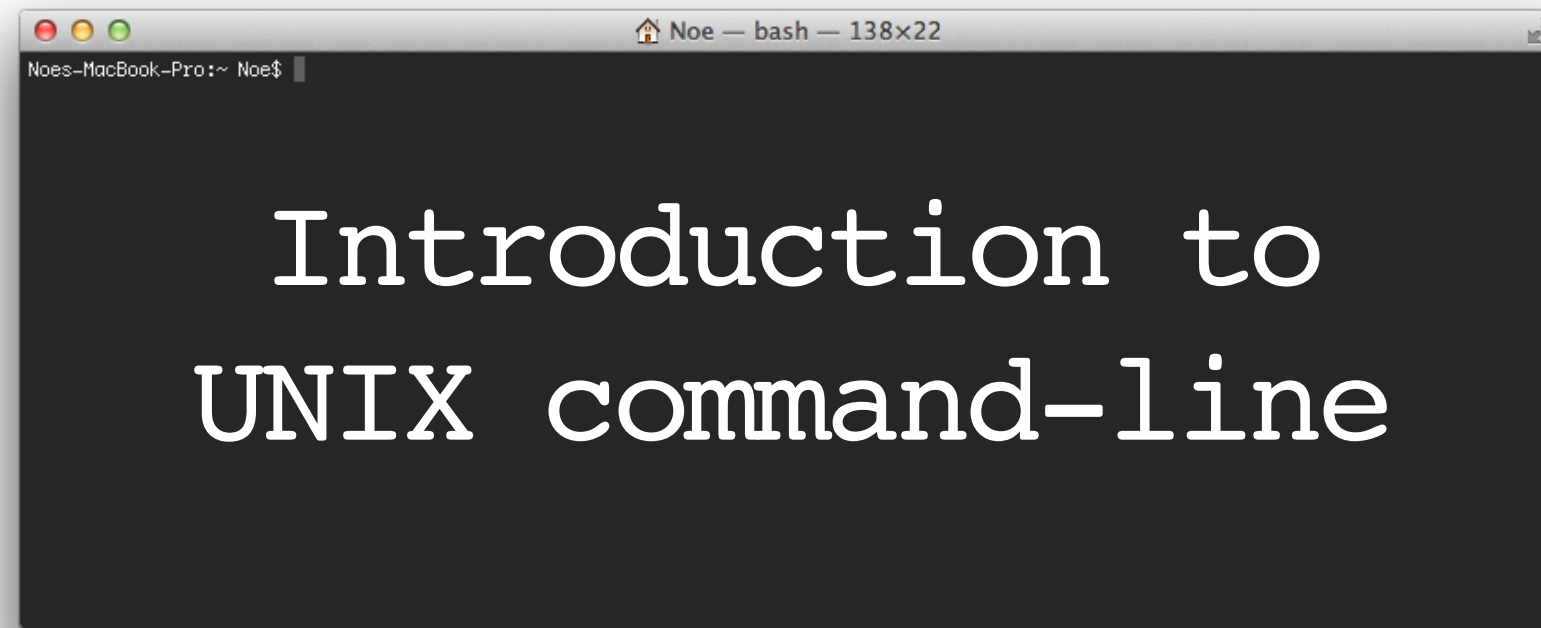 Noe — bash — 138×22
Noes-MacBook-Pro:~ Noe$
Introduction to
UNIX command-line